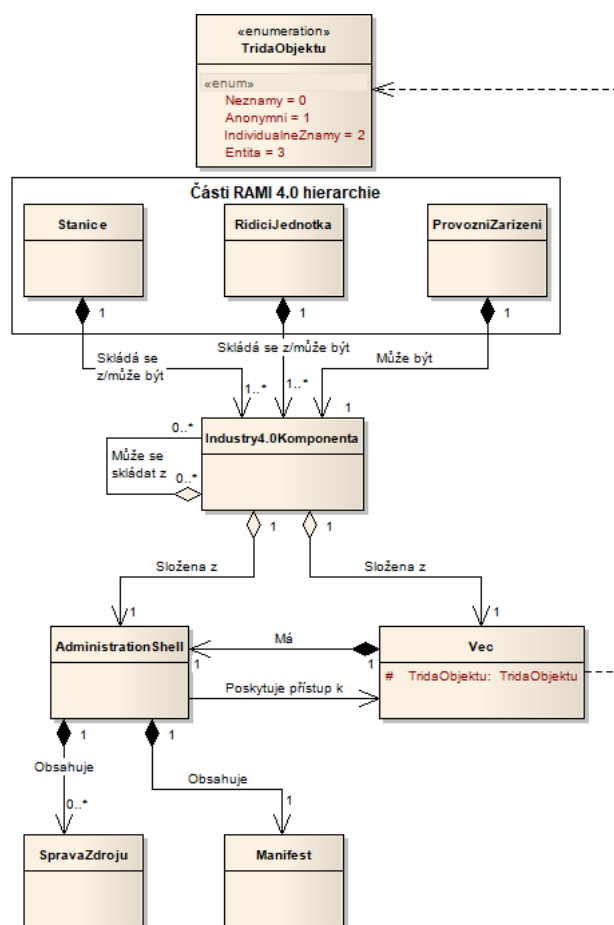 «enumeration»
TridaObjektu
«enum»
Neznamy = 0
Anonymni = 1
IndividualneZnamy = 2
Entita = 3
Části RAMI 4.0 hierarchie
Stanice
RidiciJednotka
ProvozniZarizeni
1
1
1
Skládá se
z/může být
Skládá se z/může být
Může být
1..*
1..*
1
0..*
Industry4.0Komponenta
Může se
skládat z
0..*
1
1
Složena z
Složena z
1
1
AdministrationShell
Má
Vec
1
1
# TridaObjektu: TridaObjektu
Poskytuje přístup k
1
1
Obsahuje
Obsahuje
0..*
1
SpravaZdroju
Manifest